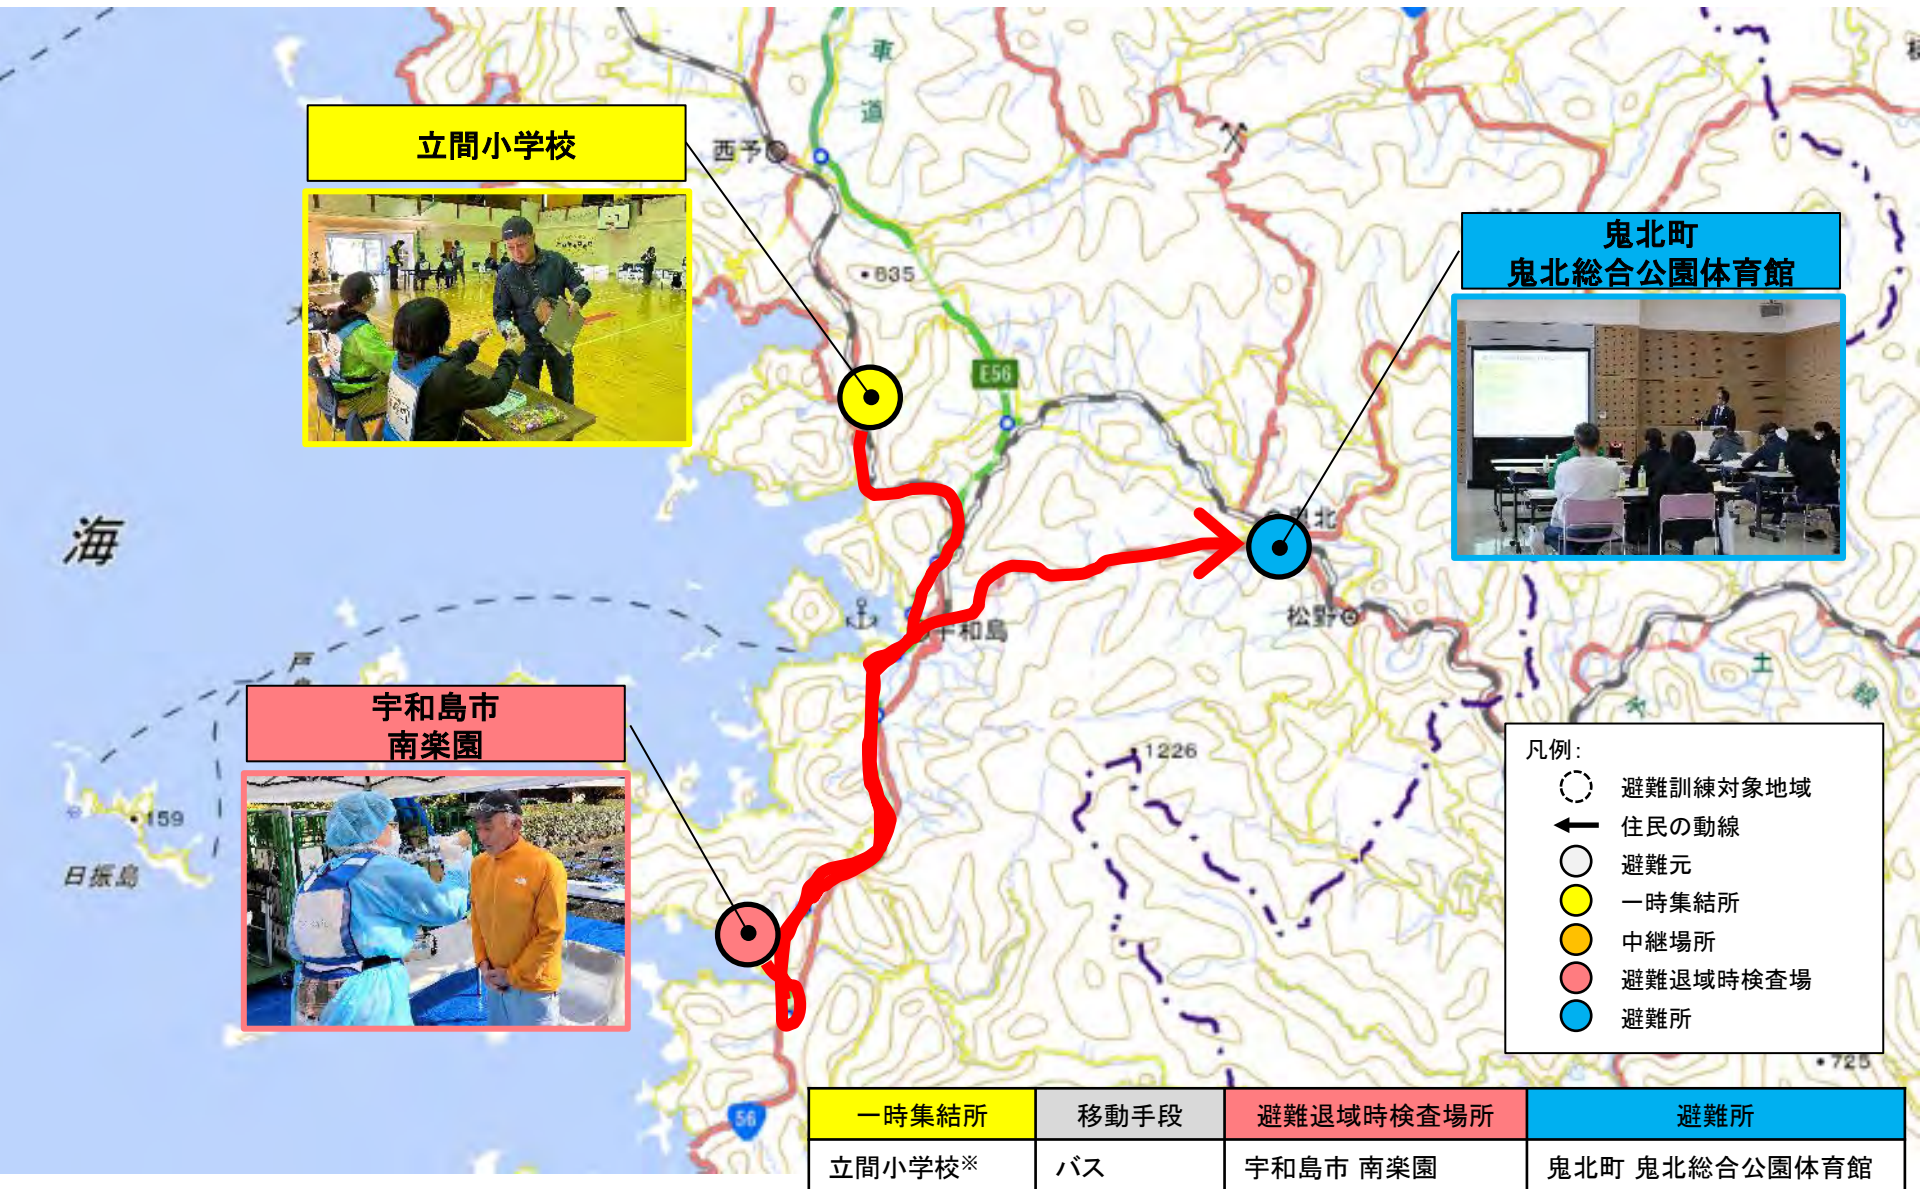 立間小学校
鬼北町
鬼北総合公園体育館
宇和島市
南楽園
車
道
西予
635
E56
鬼北
海
宇和島
松野
戸
土
線
1226
159
日振島
725
56
凡例：
避難訓練対象地域
住民の動線
避難元
一時集結所
中継場所
避難退域時検査場
避難所
一時集結所 移動手段 避難退域時検査場所 避難所
立間小学校※ バス 宇和島市 南楽園 鬼北町 鬼北総合公園体育館